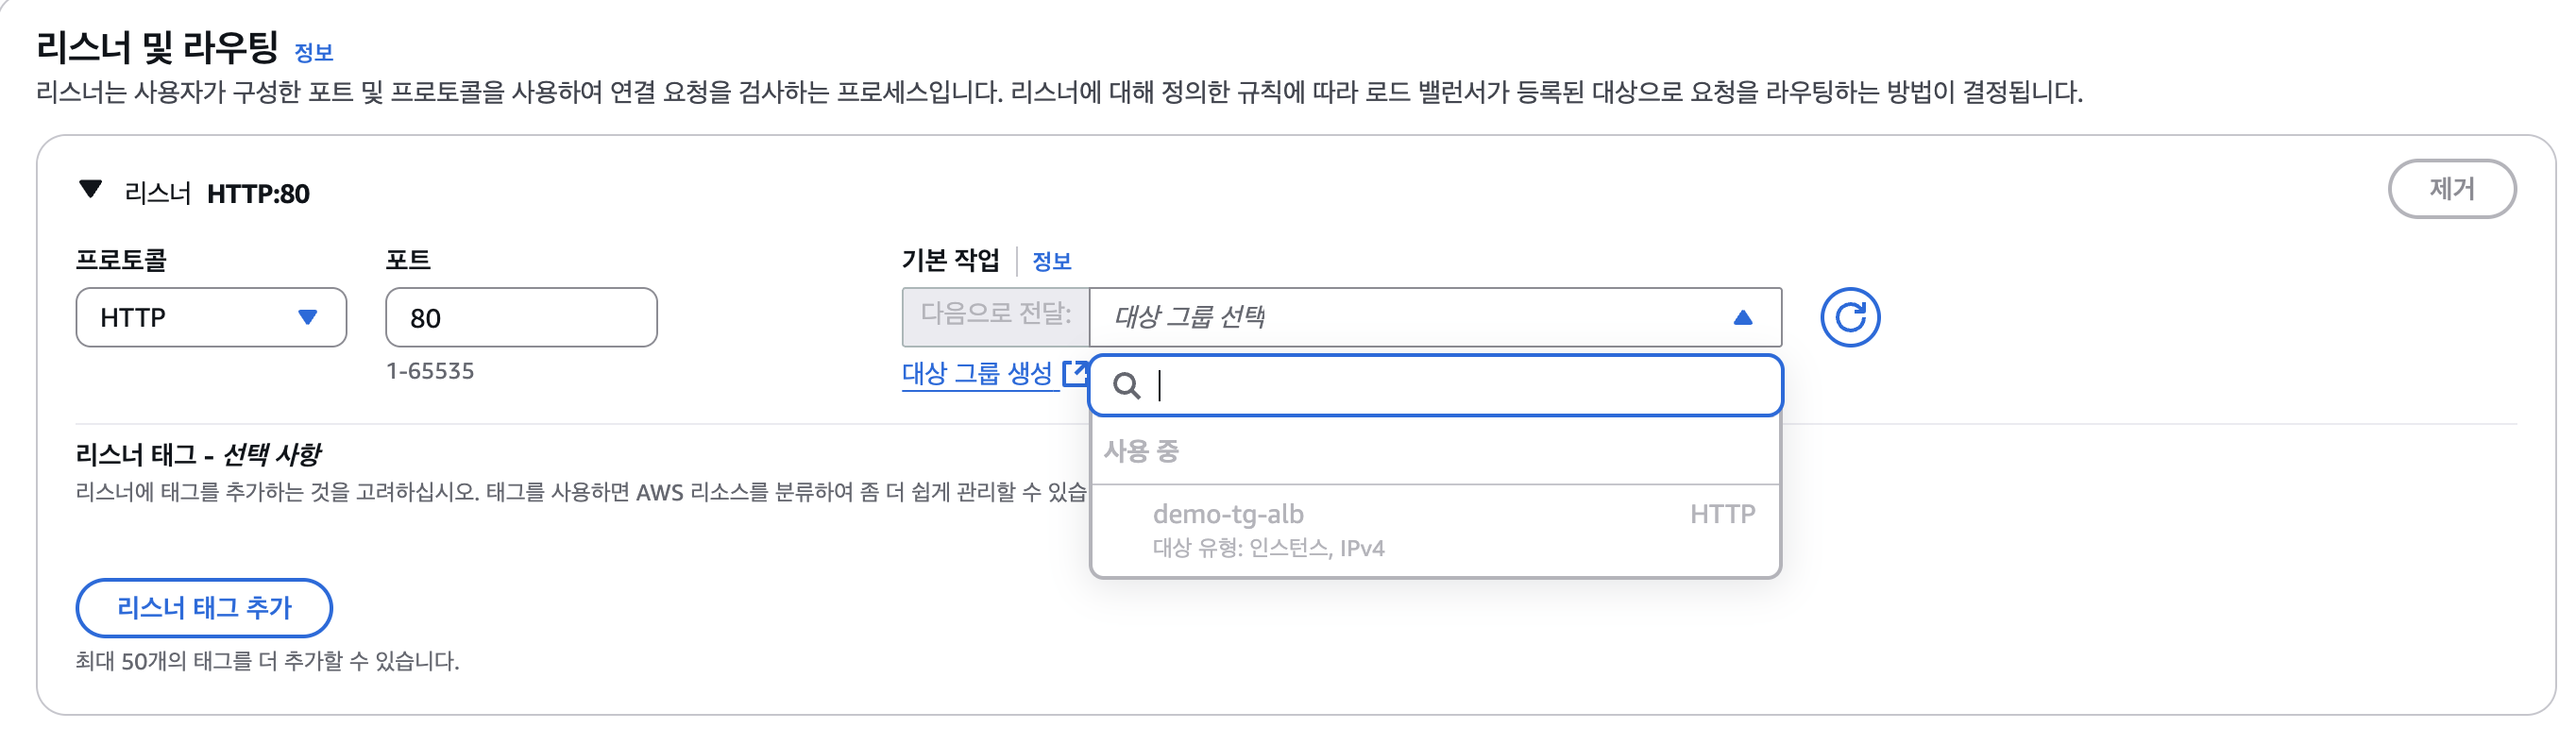 리스너 및 라우팅 정보
리스너는 사용자가 구성한 포트 및 프로토콜을 사용하여 연결 요청을 검사하는 프로세스입니다. 리스너에 대해 정의한 규칙에 따라 로드 밸런서가 등록된 대상으로 요청을 라우팅하는 방법이 결정됩니다.
리스너 HTTP:80
제거
프로토콜
포트
기본 작업 | 정보
HTTP
80
다음으로 전달:
대상 그룹 선택
1-65535
대상 그룹 생성
사용 중
demo-tg-alb
HTTP
대상 유형: 인스턴스, IPv4
리스너 태그 - 선택 사항
리스너에 태그를 추가하는 것을 고려하십시오. 태그를 사용하면 AWS 리소스를 분류하여 좀 더 쉽게 관리할 수 있습
리스너 태그 추가
최대 50개의 태그를 더 추가할 수 있습니다.